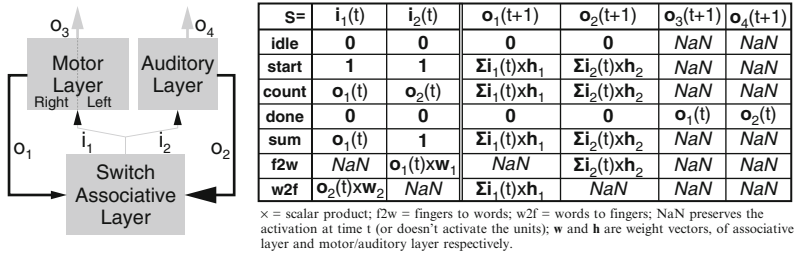 o₃ o₄
Motor Layer
Auditory Layer
Right Left
i₁ i₂
o₁ o₂
Switch Associative Layer
S= i₁(t) i₂(t) o₁(t+1) o₂(t+1) o₃(t+1) o₄(t+1)
idle 0 0 0 0 NaN NaN
start 1 1 Σi₁(t)xh₁ Σi₂(t)xh₂ NaN NaN
count o₁(t) o₂(t) Σi₁(t)xh₁ Σi₂(t)xh₂ NaN NaN
done 0 0 0 0 o₁(t) o₂(t)
sum o₁(t) 1 Σi₁(t)xh₁ Σi₂(t)xh₂ NaN NaN
f2w NaN o₁(t)xw₁ NaN Σi₂(t)xh₂ NaN NaN
w2f o₂(t)xw₂ NaN Σi₁(t)xh₁ NaN NaN NaN
× = scalar product; f2w = fingers to words; w2f = words to fingers; NaN preserves the
activation at time t (or doesn't activate the units); w and h are weight vectors, of associative
layer and motor/auditory layer respectively.